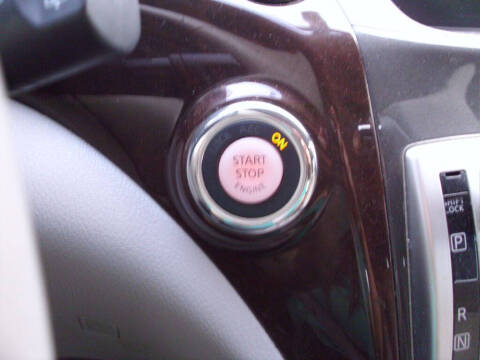 ON
START
STOP
ENGINE
SHIFT
LOCK
P
R
N